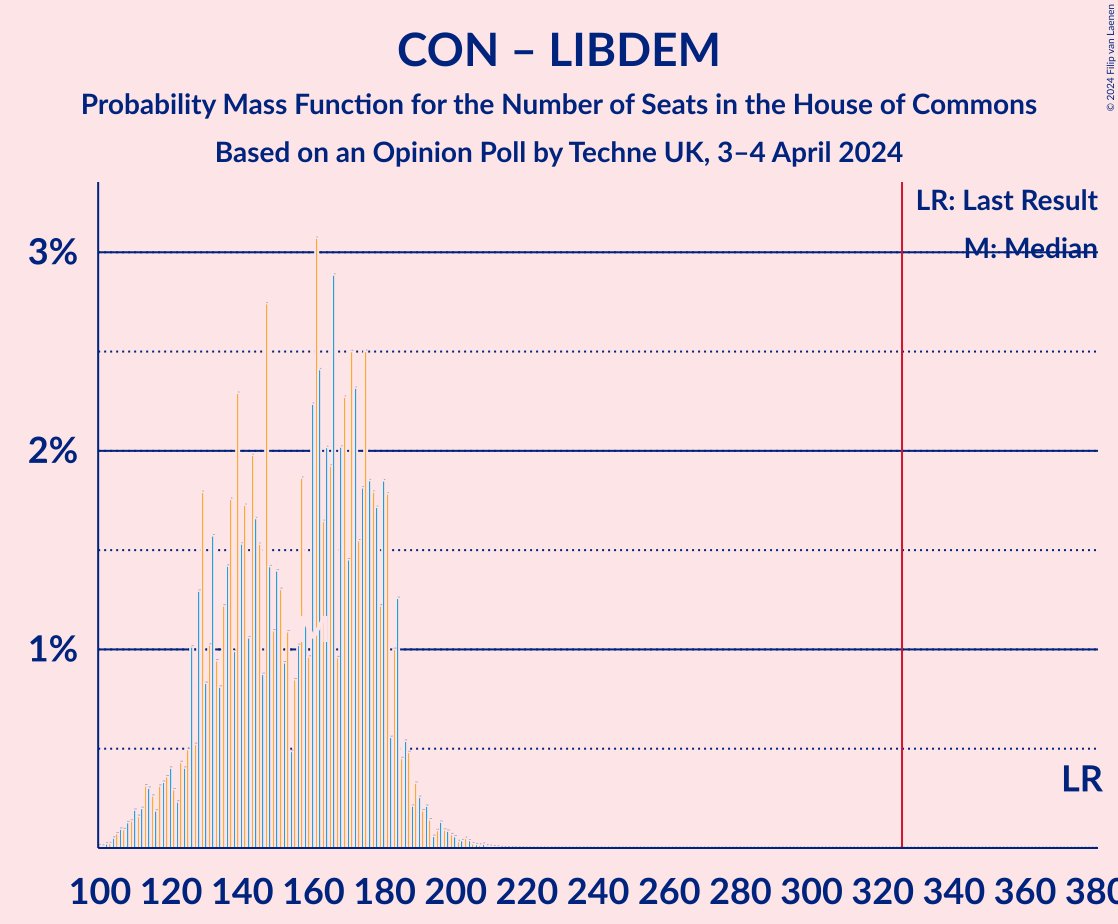 CON – LIBDEM
Probability Mass Function for the Number of Seats in the House of Commons
Based on an Opinion Poll by Techne UK, 3–4 April 2024
© 2024 Filip van Laenen
LR: Last Result
M: Median
3%
2%
1%
LR
100 120 140 160 180 200 220 240 260 280 300 320 340 360 380